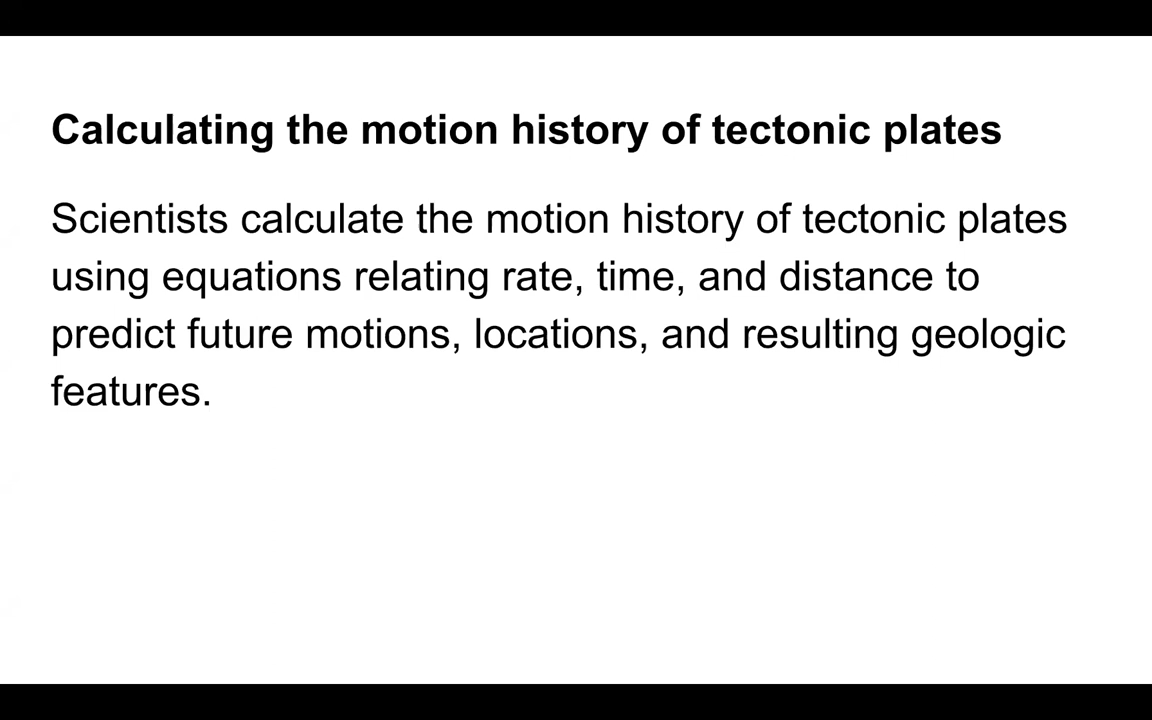 Calculating the motion history of tectonic plates
Scientists calculate the motion history of tectonic plates
using equations relating rate, time, and distance to
predict future motions, locations, and resulting geologic
features.